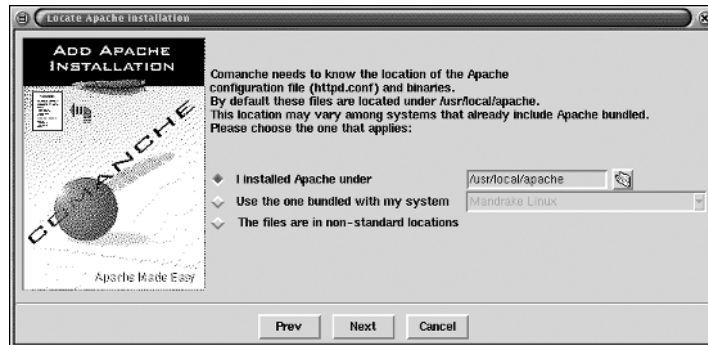 Locate Apache Installation
ADD APACHE
INSTALLATION
COMANCHE
Apache Made Easy
Comanche needs to know the location of the Apache
configuration file (httpd.conf) and binaries.
By default these files are located under /usr/local/apache.
This location may vary among systems that already include Apache bundled.
Please choose the one that applies:
I installed Apache under
/usr/local/apache
Use the one bundled with my system
Mandrake Linux
The files are in non-standard locations
Prev
Next
Cancel